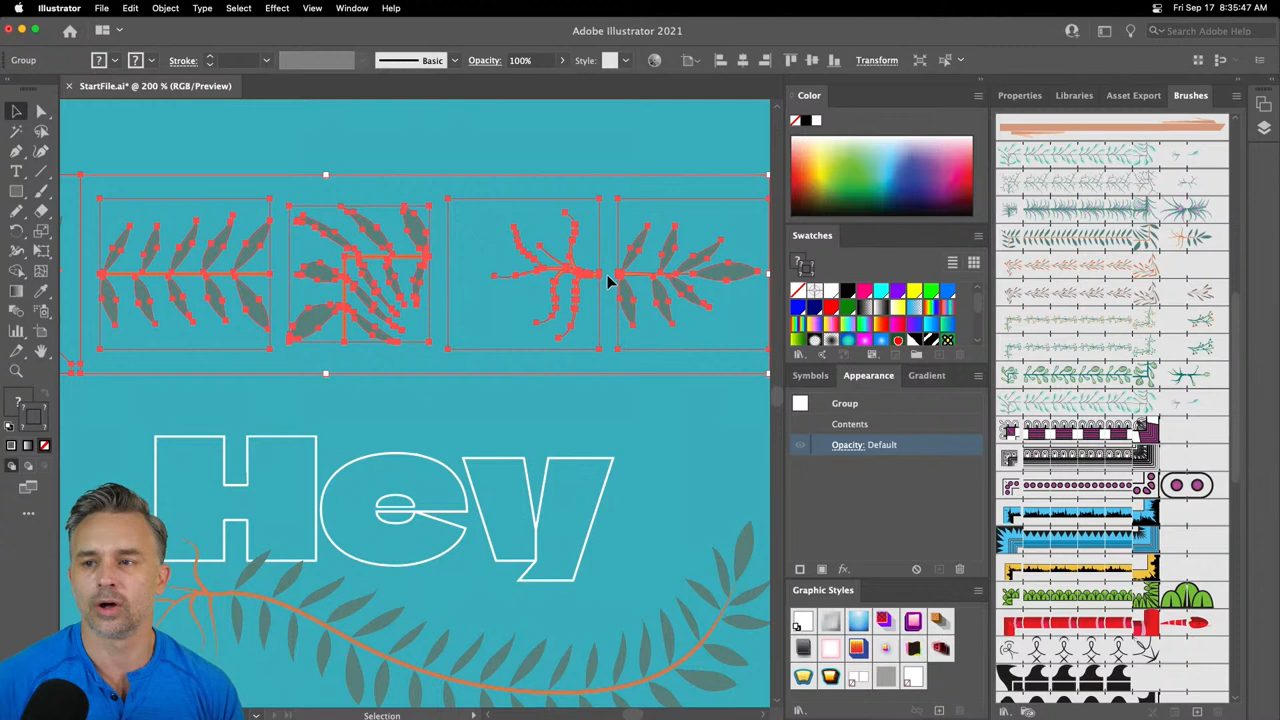 Illustrator File Edit Object Type Select Effect View Window Help
Fri Sep 17 8:35:47 AM
Adobe Illustrator 2021
Search Adobe Help
Group
Stroke:
Basic
Opacity: 100%
Style:
Transform
StartFile.ai* @ 200 % (RGB/Preview)
Color
Properties Libraries Asset Export Brushes
Swatches
Symbols Appearance Gradient
Group
Contents
Opacity: Default
Hey
Graphic Styles
Selection